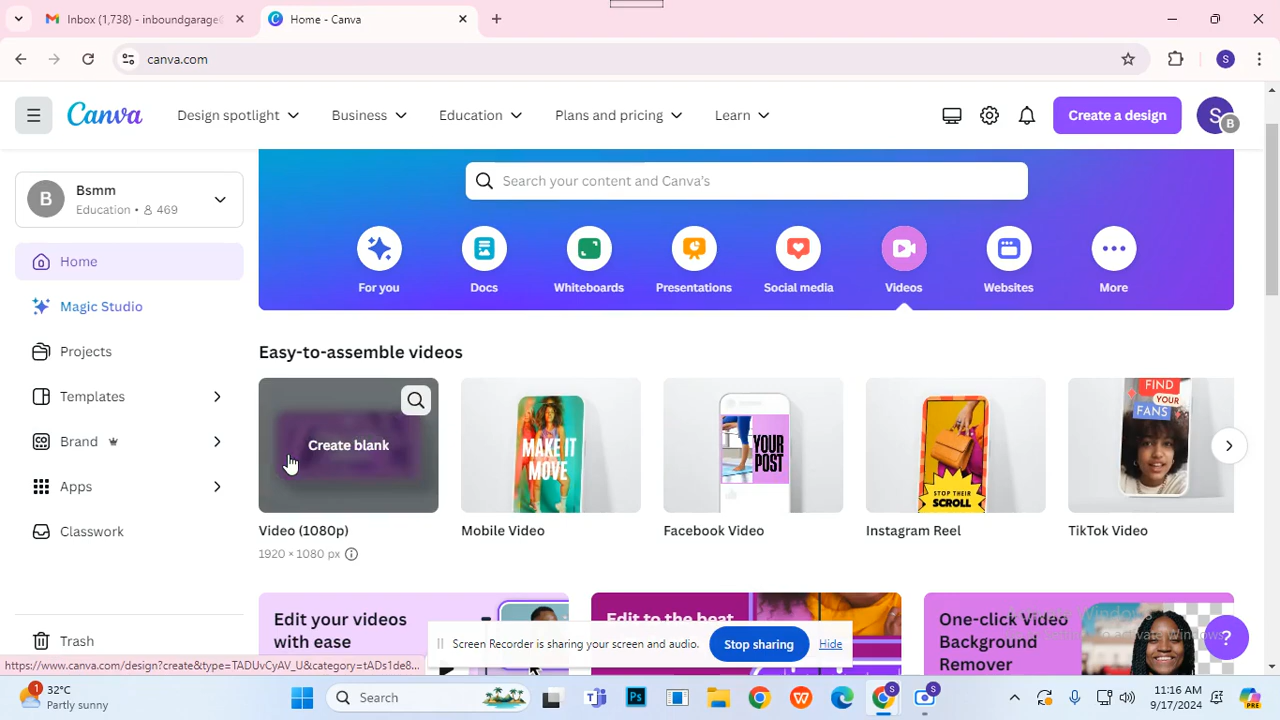 Inbox (1,738) - inboundgarage
Home - Canva
canva.com
Canva
Design spotlight
Business
Education
Plans and pricing
Learn
Create a design
S
B
B
Bsmm
Education • 469
Search your content and Canva's
For you
Docs
Whiteboards
Presentations
Social media
Videos
Websites
More
Home
Magic Studio
Projects
Templates
Brand
Apps
Classwork
Trash
Easy-to-assemble videos
Create blank
MAKE IT
MOVE
YOUR
POST
STOP THEIR
SCROLL
FIND
YOUR
FANS
Video (1080p)
1920 × 1080 px
Mobile Video
Facebook Video
Instagram Reel
TikTok Video
Edit your videos
with ease
Edit to the beat
One-click Video
Background
Remover
Screen Recorder is sharing your screen and audio.
Stop sharing
Hide
?
https://www.canva.com/design?create&type=TADUvCyAV_U&category=tADs1de8...
1
32°C
Partly sunny
Search
11:16 AM
9/17/2024